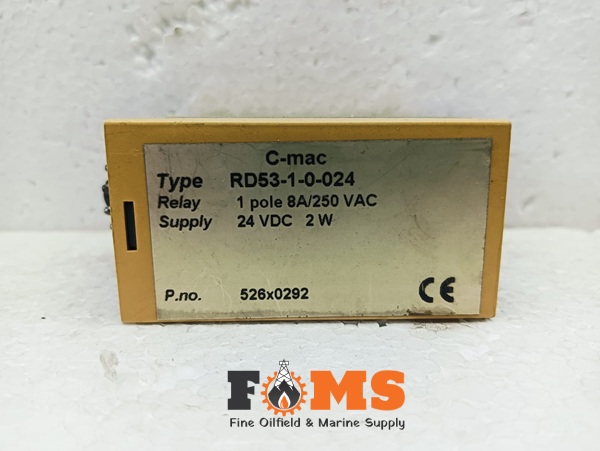 C-mac
Type RD53-1-0-024
Relay 1 pole 8A/250 VAC
Supply 24 VDC 2 W
P.no. 526x0292 CE
FOMS
Fine Oilfield & Marine Supply